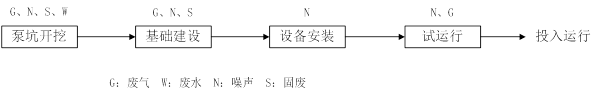 G、N、S、W G、N、S N N、G
泵坑开挖 基础建设 设备安装 试运行 投入运行
G：废气 W：废水 N：噪声 S：固废